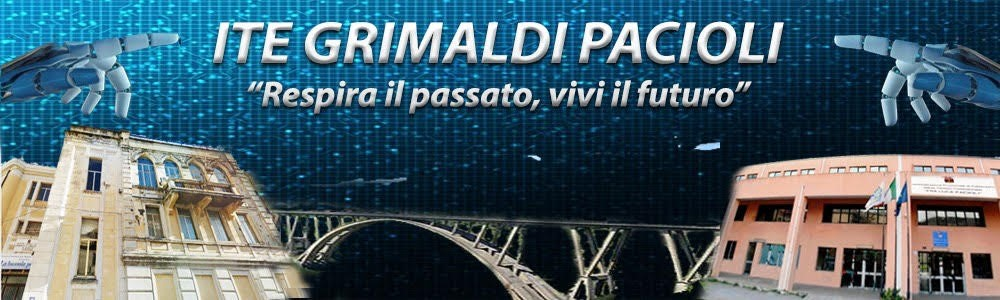 ITE GRIMALDI PACIOLI
“Respira il passato, vivi il futuro”